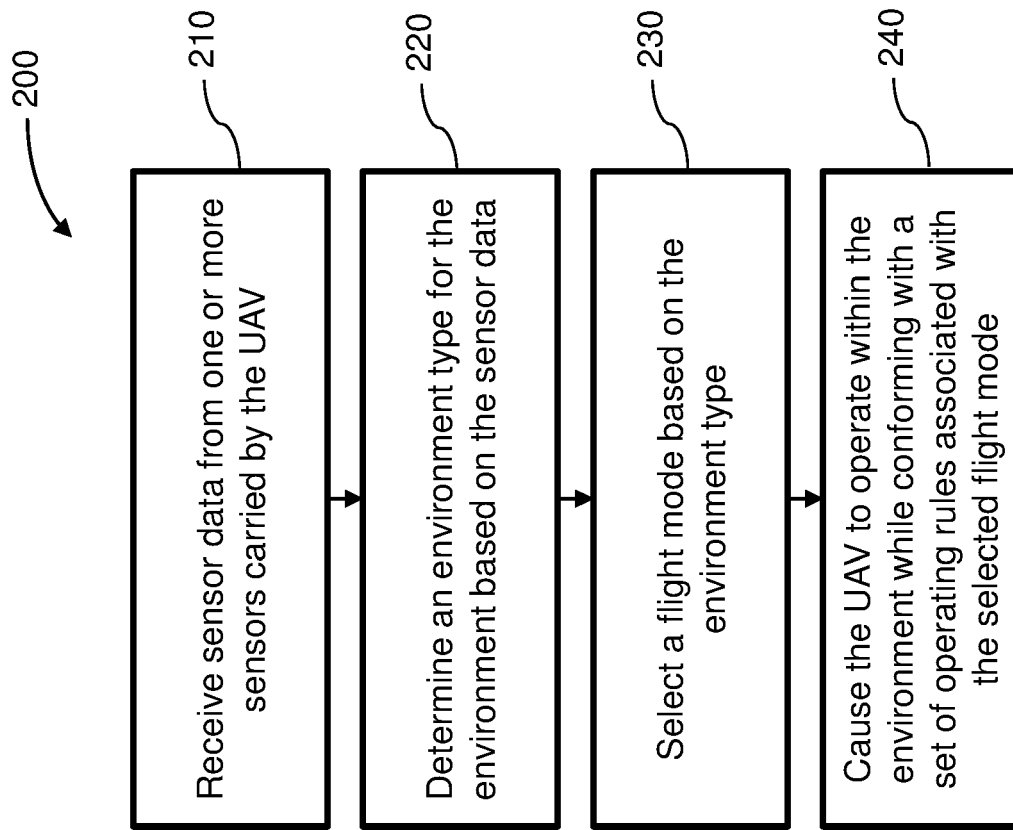 200
Receive sensor data from one or more
sensors carried by the UAV
210
Determine an environment type for the
environment based on the sensor data
220
Select a flight mode based on the
environment type
230
Cause the UAV to operate within the
environment while conforming with a
set of operating rules associated with
the selected flight mode
240